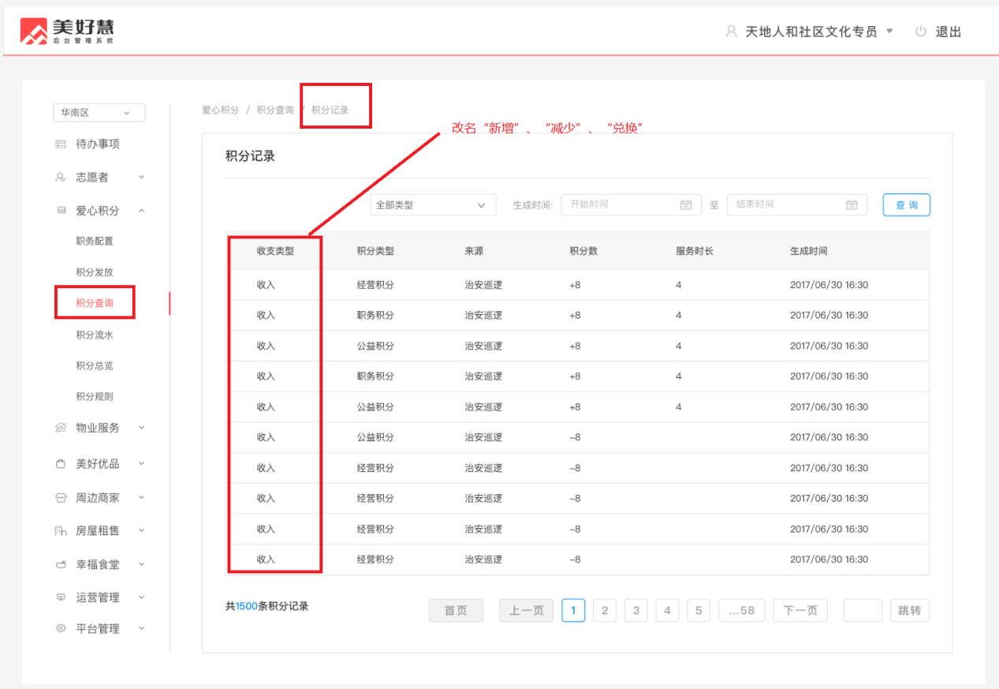 美好慧
后台管理系统
天地人和社区文化专员 退出
华南区
待办事项
志愿者
爱心积分
职务配置
积分发放
积分查询
积分流水
积分总览
积分规则
物业服务
美好优品
周边商家
房屋租售
幸福食堂
运营管理
平台管理
爱心积分 / 积分查询 / 积分记录
改名“新增”、“减少”、“兑换”
积分记录
全部类型 生成时间: 开始时间 至 结束时间 查询
收支类型 积分类型 来源 积分数 服务时长 生成时间
收入 经营积分 治安巡逻 +8 4 2017/06/30 16:30
收入 职务积分 治安巡逻 +8 4 2017/06/30 16:30
收入 公益积分 治安巡逻 +8 4 2017/06/30 16:30
收入 职务积分 治安巡逻 +8 4 2017/06/30 16:30
收入 公益积分 治安巡逻 +8 4 2017/06/30 16:30
收入 公益积分 治安巡逻 –8 2017/06/30 16:30
收入 经营积分 治安巡逻 –8 2017/06/30 16:30
收入 经营积分 治安巡逻 –8 2017/06/30 16:30
收入 经营积分 治安巡逻 –8 2017/06/30 16:30
收入 经营积分 治安巡逻 –8 2017/06/30 16:30
共1500条积分记录 首页 上一页 1 2 3 4 5 ...58 下一页 跳转